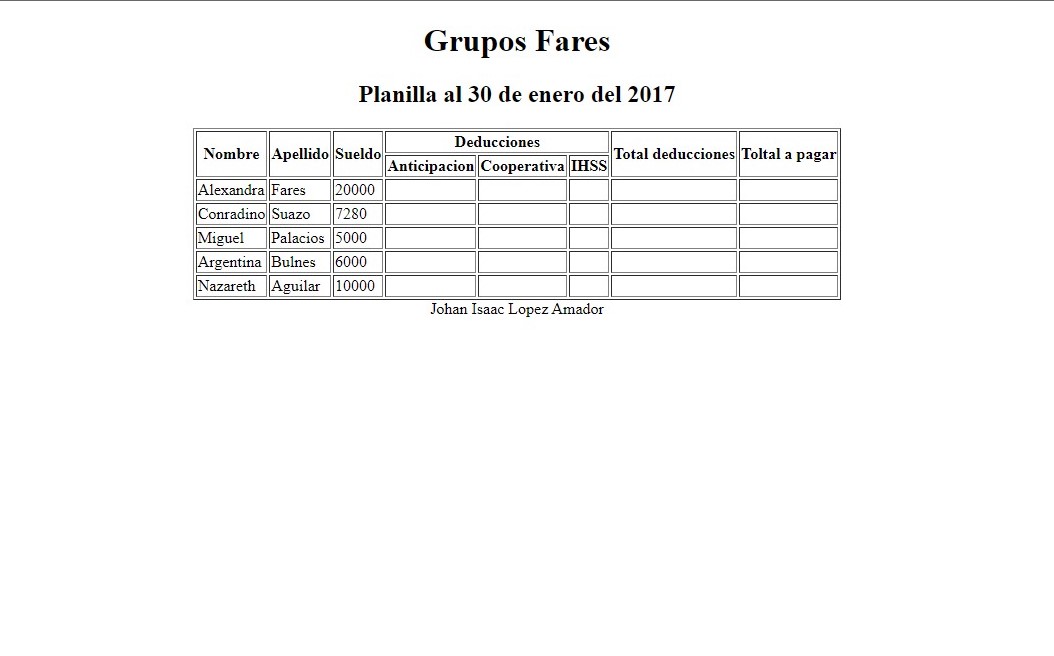 Grupos Fares
Planilla al 30 de enero del 2017
Nombre Apellido Sueldo Deducciones Total deducciones Toltal a pagar
Anticipacion Cooperativa IHSS
Alexandra Fares 20000
Conradino Suazo 7280
Miguel Palacios 5000
Argentina Bulnes 6000
Nazareth Aguilar 10000
Johan Isaac Lopez Amador